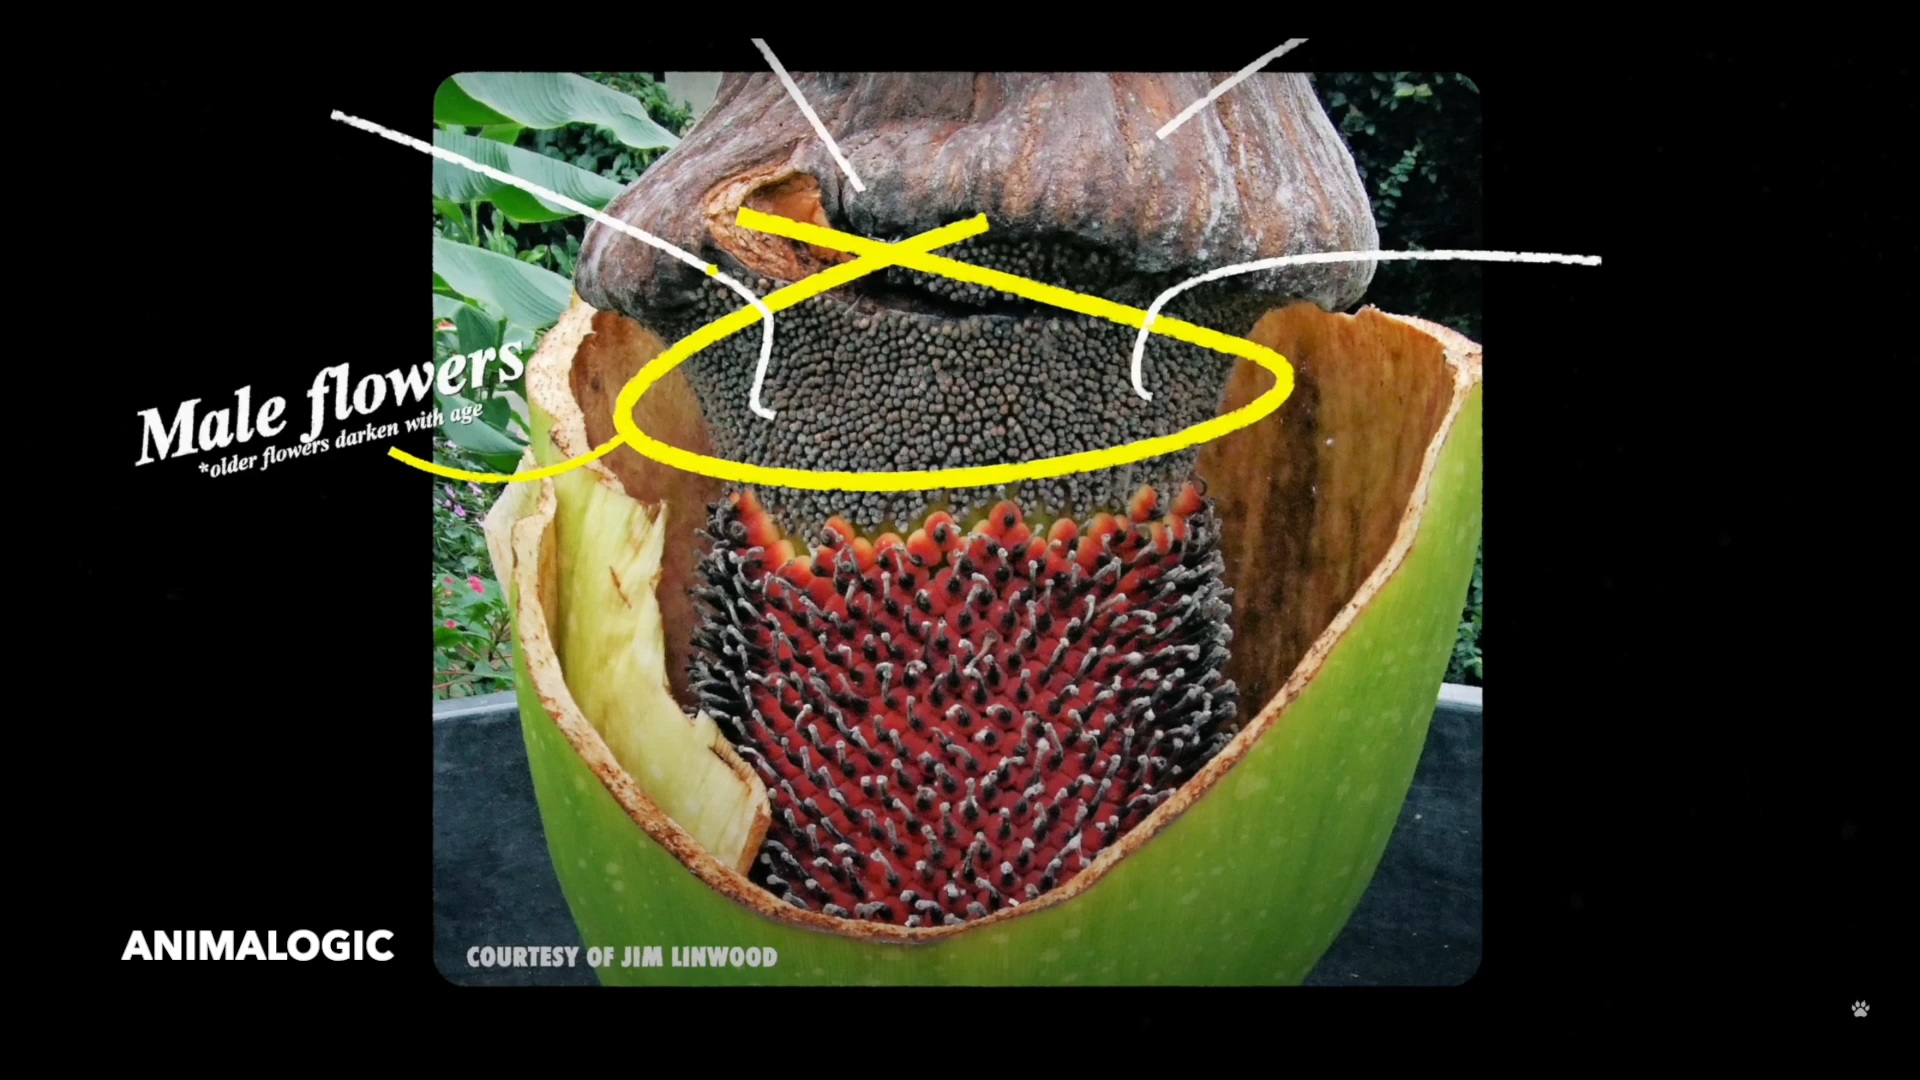 Male flowers
*older flowers darken with age
ANIMALOGIC
COURTESY OF JIM LINWOOD